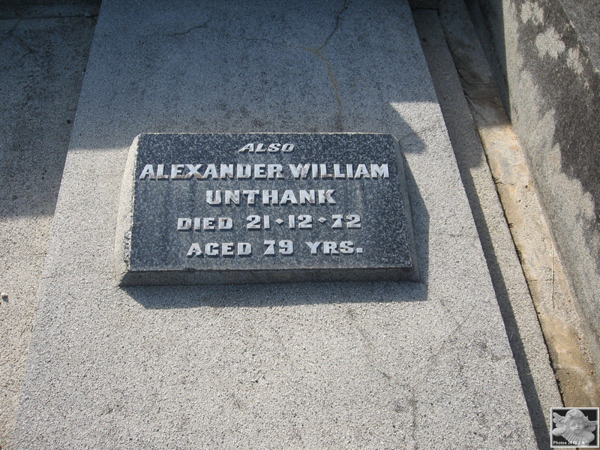 ALSO
ALEXANDER WILLIAM
UNTHANK
DIED 21-12-72
AGED 79 YRS.